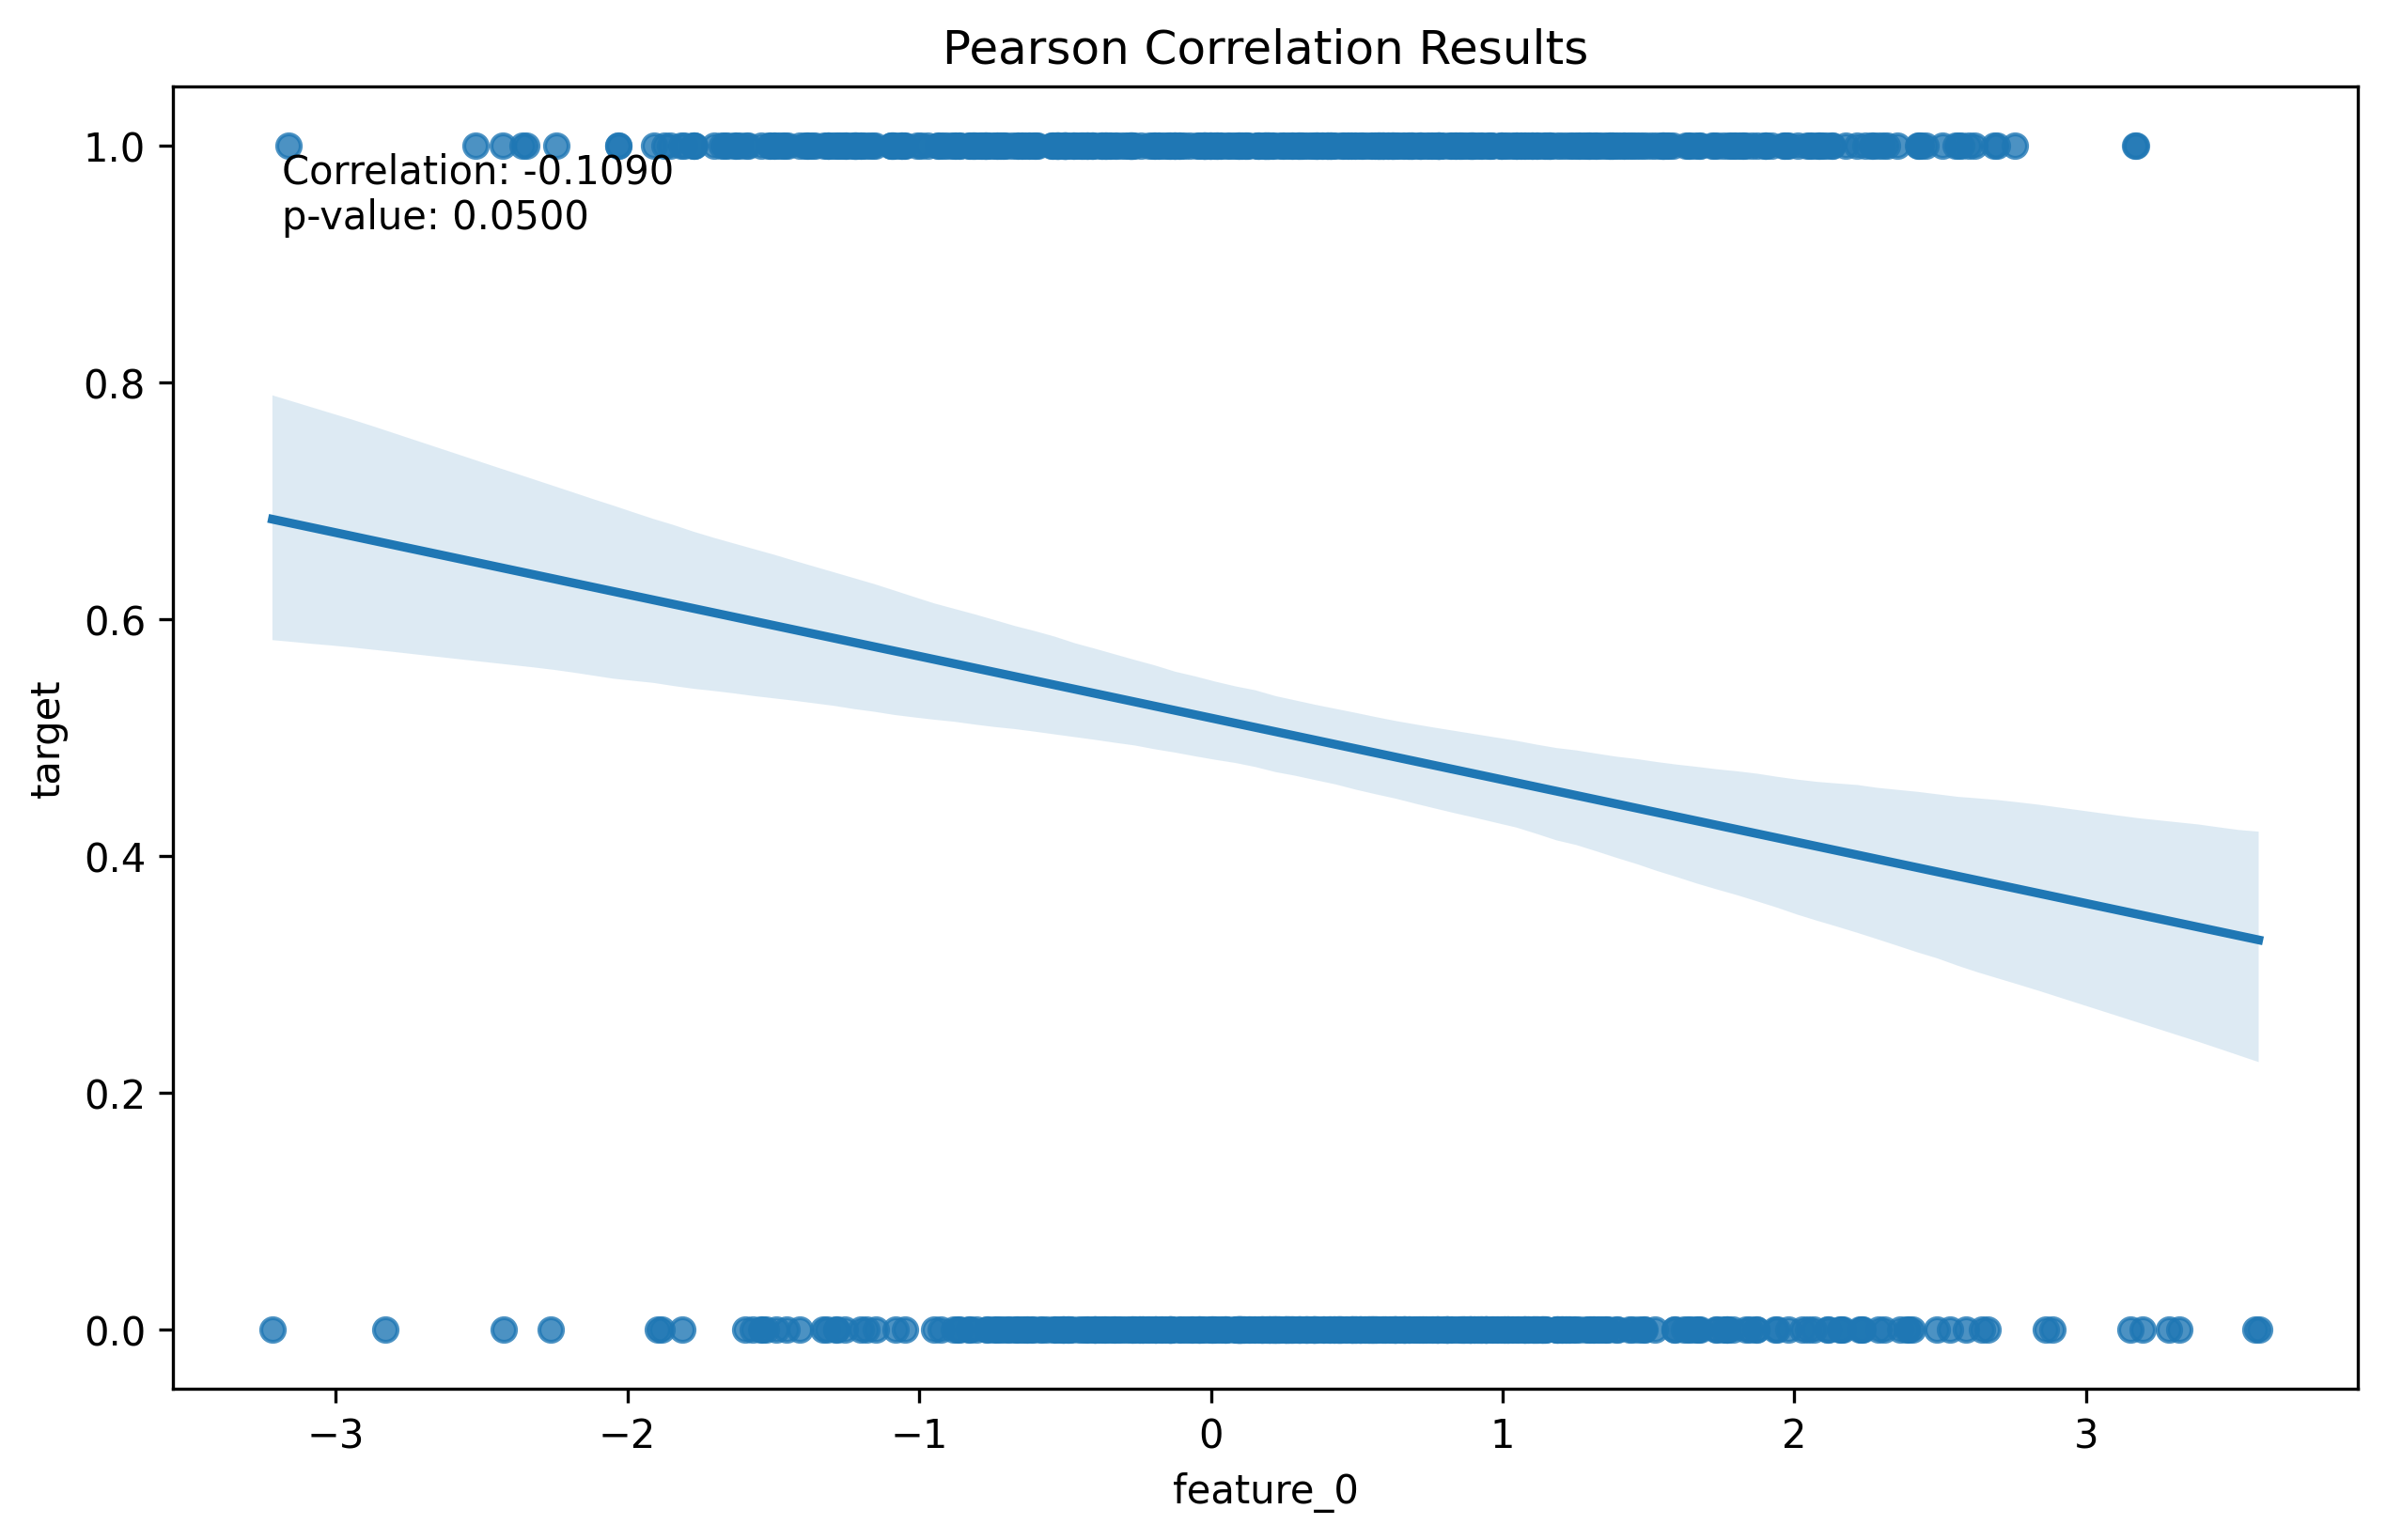 Pearson Correlation Results
Correlation: -0.1090
p-value: 0.0500
1.0
0.8
0.6
0.4
0.2
0.0
target
−3
−2
−1
0
1
2
3
feature_0